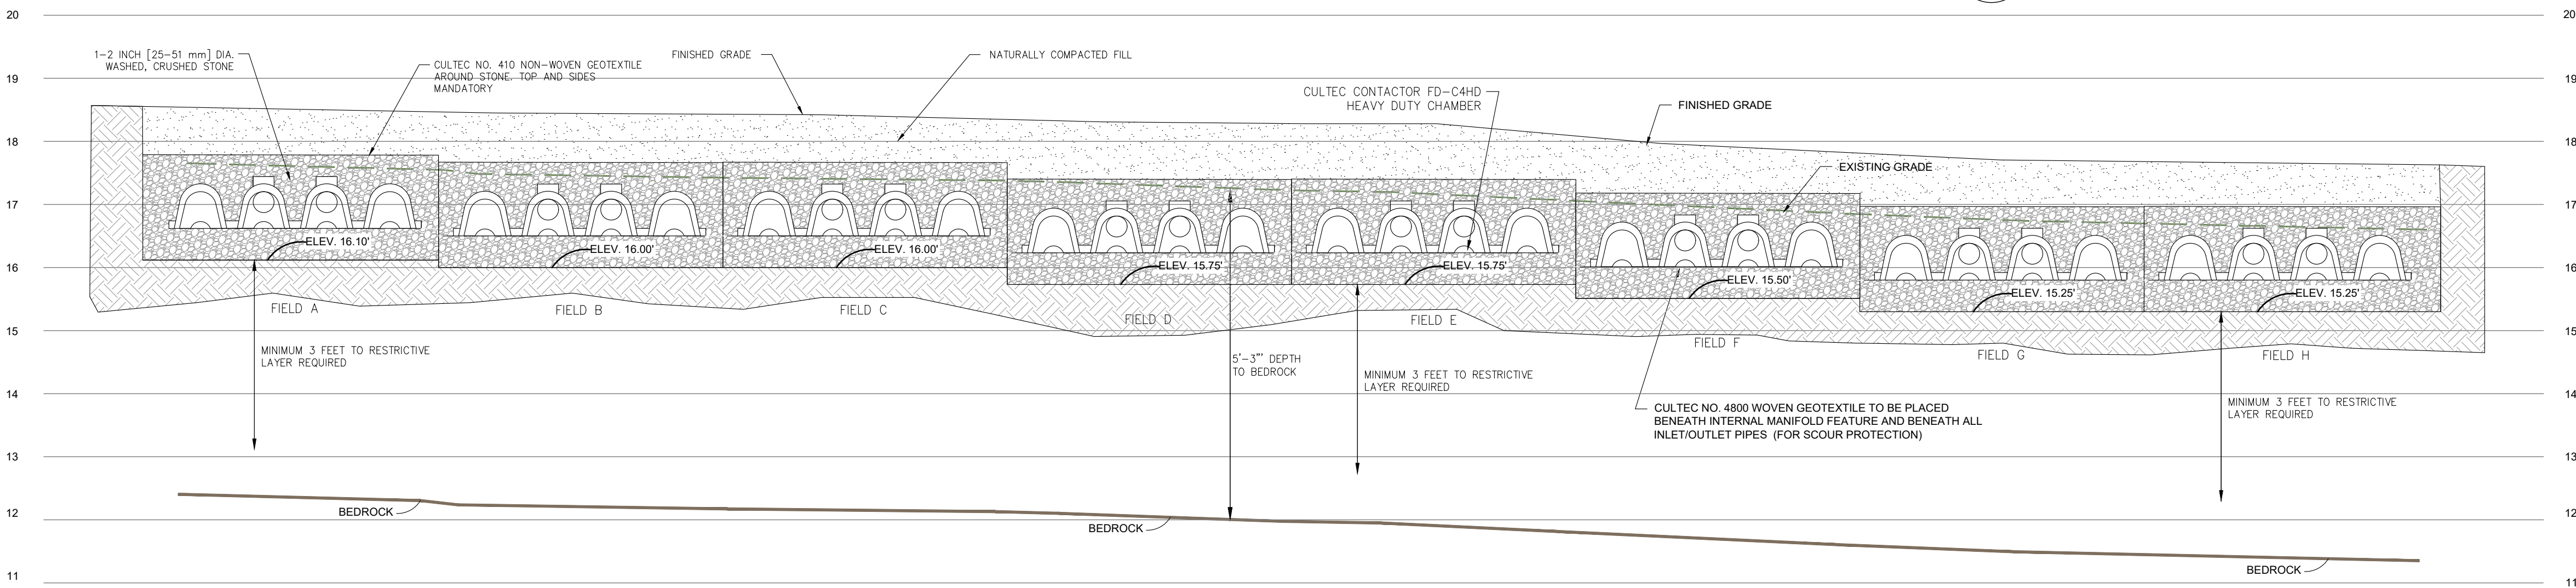 20
20
1-2 INCH [25-51 mm] DIA.
WASHED, CRUSHED STONE
CULTEC NO. 410 NON-WOVEN GEOTEXTILE
AROUND STONE. TOP AND SIDES
MANDATORY
FINISHED GRADE
NATURALLY COMPACTED FILL
19
19
CULTEC CONTACTOR FD-C4HD
HEAVY DUTY CHAMBER
FINISHED GRADE
18
18
EXISTING GRADE
17
17
ELEV. 16.10'
ELEV. 16.00'
ELEV. 16.00'
ELEV. 15.75'
ELEV. 15.75'
ELEV. 15.50'
ELEV. 15.25'
ELEV. 15.25'
16
16
FIELD A
FIELD B
FIELD C
FIELD D
FIELD E
FIELD F
FIELD G
FIELD H
15
15
MINIMUM 3 FEET TO RESTRICTIVE
LAYER REQUIRED
5'-3"' DEPTH
TO BEDROCK
MINIMUM 3 FEET TO RESTRICTIVE
LAYER REQUIRED
14
14
CULTEC NO. 4800 WOVEN GEOTEXTILE TO BE PLACED
BENEATH INTERNAL MANIFOLD FEATURE AND BENEATH ALL
INLET/OUTLET PIPES (FOR SCOUR PROTECTION)
MINIMUM 3 FEET TO RESTRICTIVE
LAYER REQUIRED
13
13
12
12
BEDROCK
BEDROCK
BEDROCK
11
11